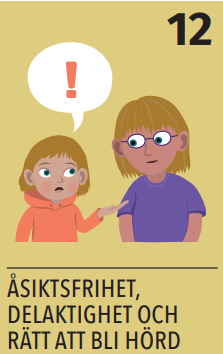 12
!
ÅSIKTSFRIHET,
DELAKTIGHET OCH
RÄTT ATT BLI HÖRD